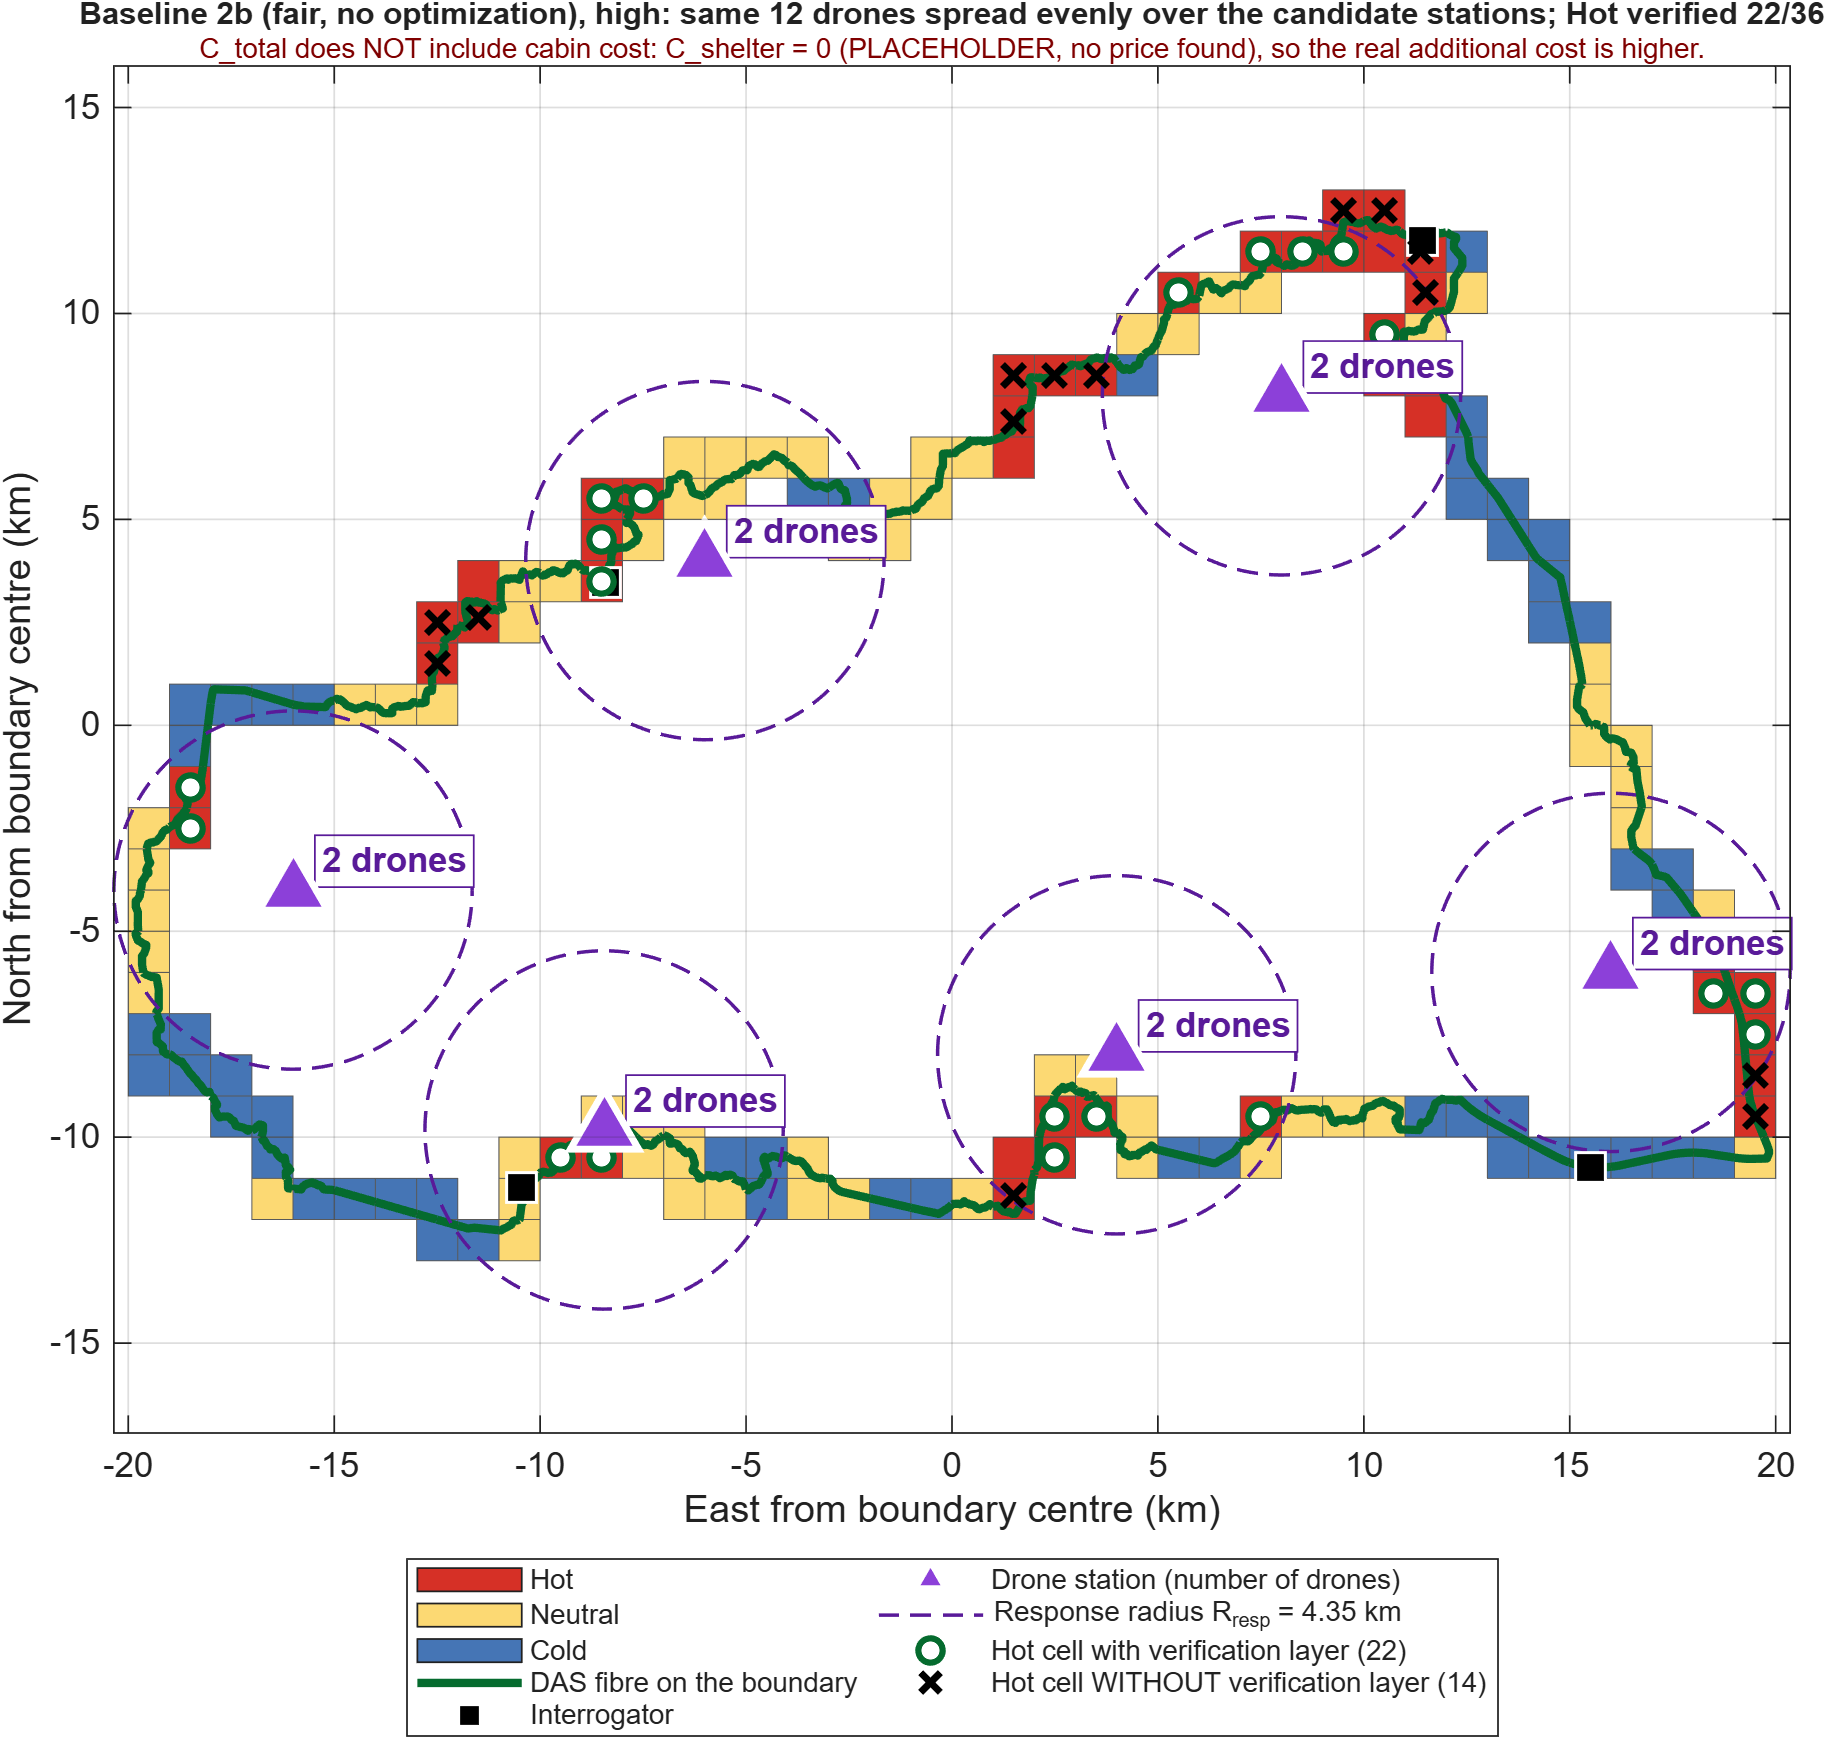 Baseline 2b (fair, no optimization), high: same 12 drones spread evenly over the candidate stations; Hot verified 22/36
C_total does NOT include cabin cost: C_shelter = 0 (PLACEHOLDER, no price found), so the real additional cost is higher.
15
10
5
0
-5
-10
-15
North from boundary centre (km)
2 drones
2 drones
2 drones
2 drones
2 drones
2 drones
-20
-15
-10
-5
0
5
10
15
20
East from boundary centre (km)
Hot
Neutral
Cold
DAS fibre on the boundary
Interrogator
Drone station (number of drones)
Response radius Rresp = 4.35 km
Hot cell with verification layer (22)
Hot cell WITHOUT verification layer (14)